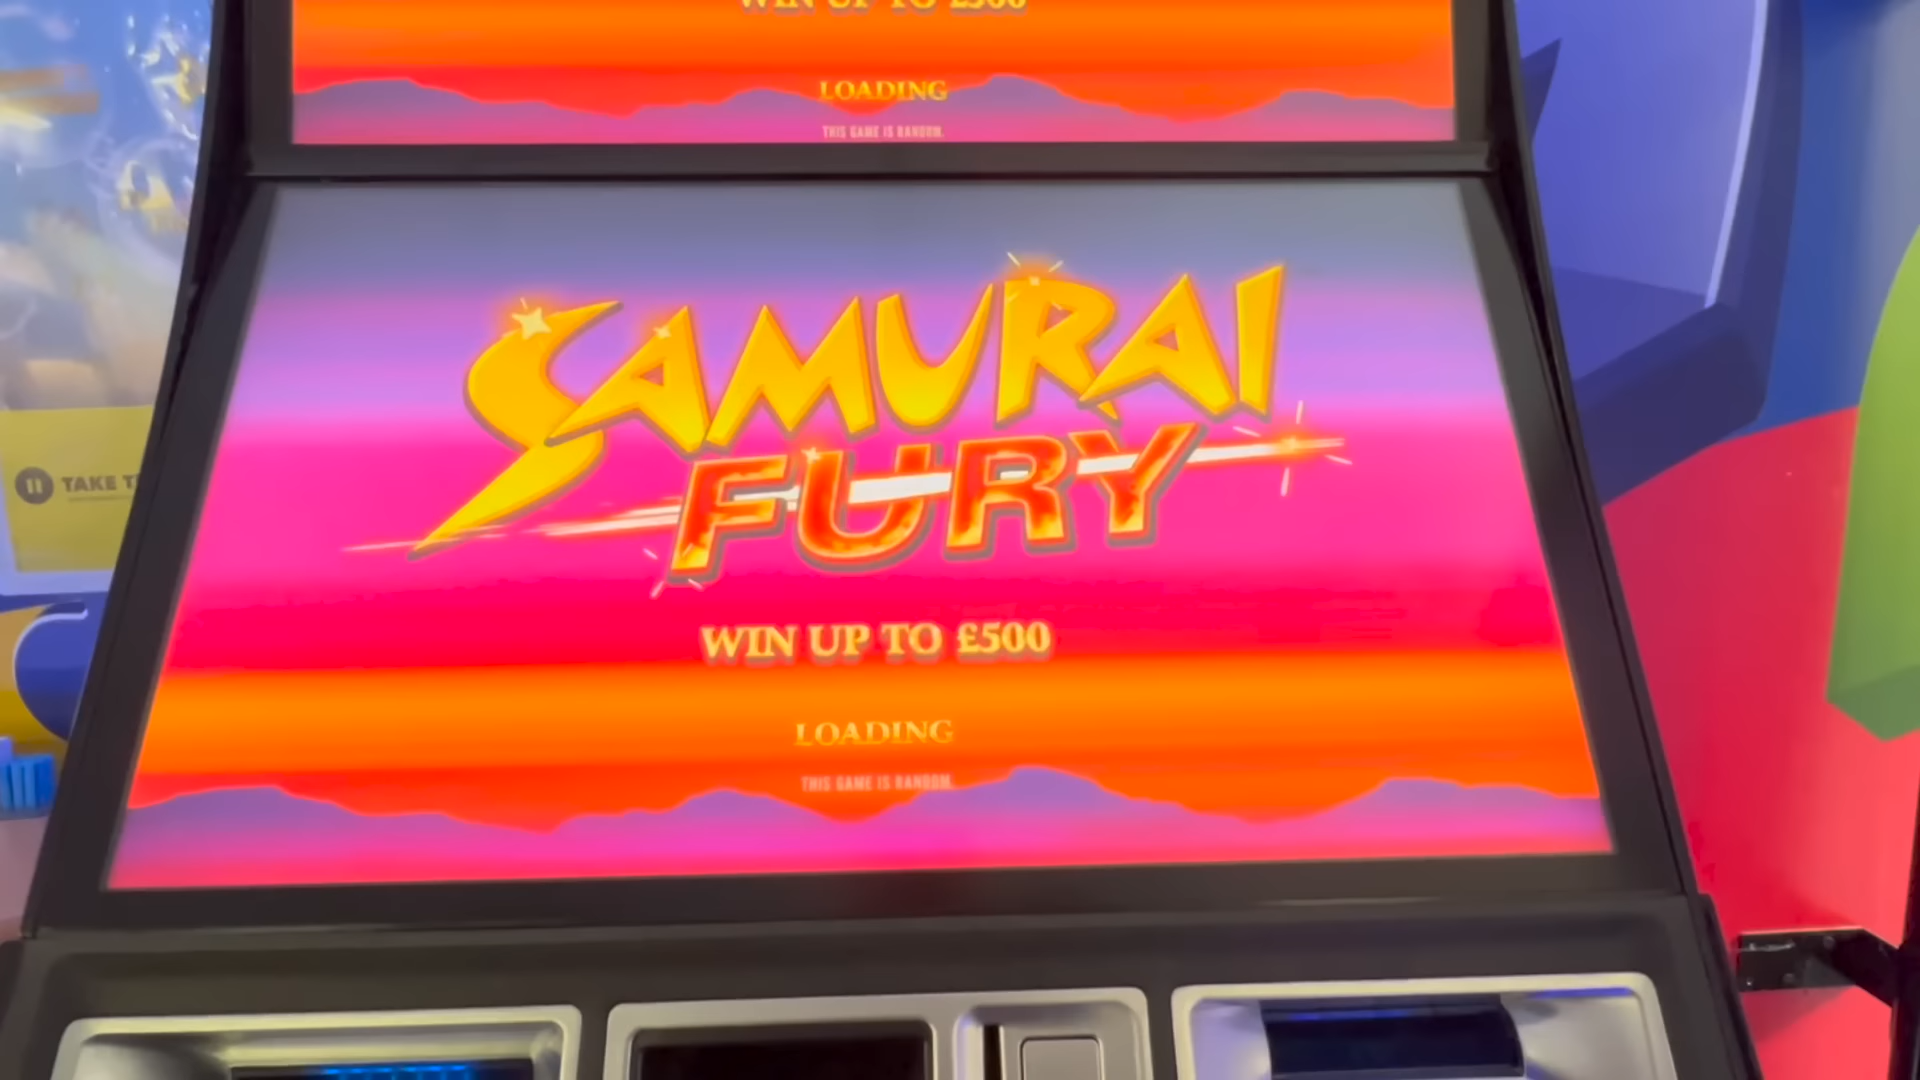 WIN UP TO £500
LOADING
THIS GAME IS RANDOM.
SAMURAI
FURY
WIN UP TO £500
LOADING
THIS GAME IS RANDOM.
TAKE